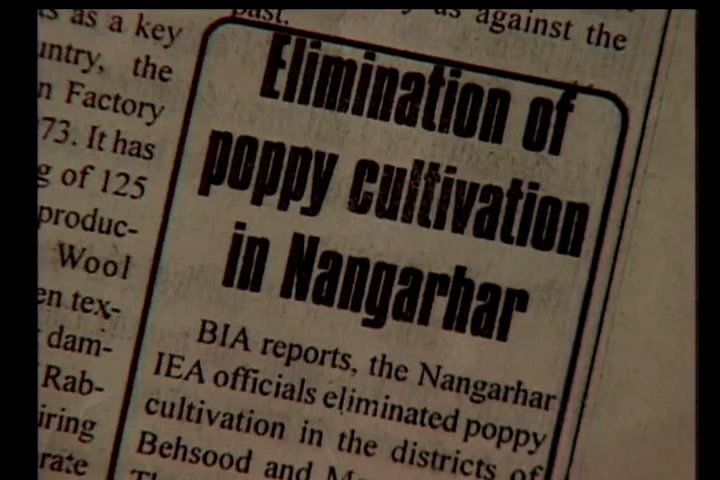 ts as a key
untry, the
n Factory
73. It has
g of 125
produc-
Wool
en tex-
dam-
Rab-
iring
rate
past.
as against the
Elimination of
poppy cultivation
in Nangarhar
BIA reports, the Nangarhar
IEA officials eliminated poppy
cultivation in the districts of
Behsood and